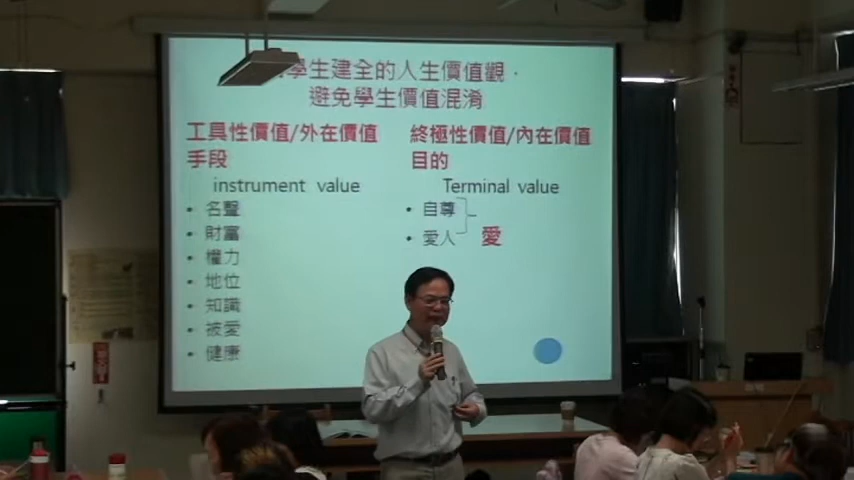 學生建全的人生價值觀，
避免學生價值混淆
工具性價值/外在價值
手段
instrument value
名聲
財富
權力
地位
知識
被愛
健康
終極性價值/內在價值
目的
Terminal value
自尊
愛人
愛